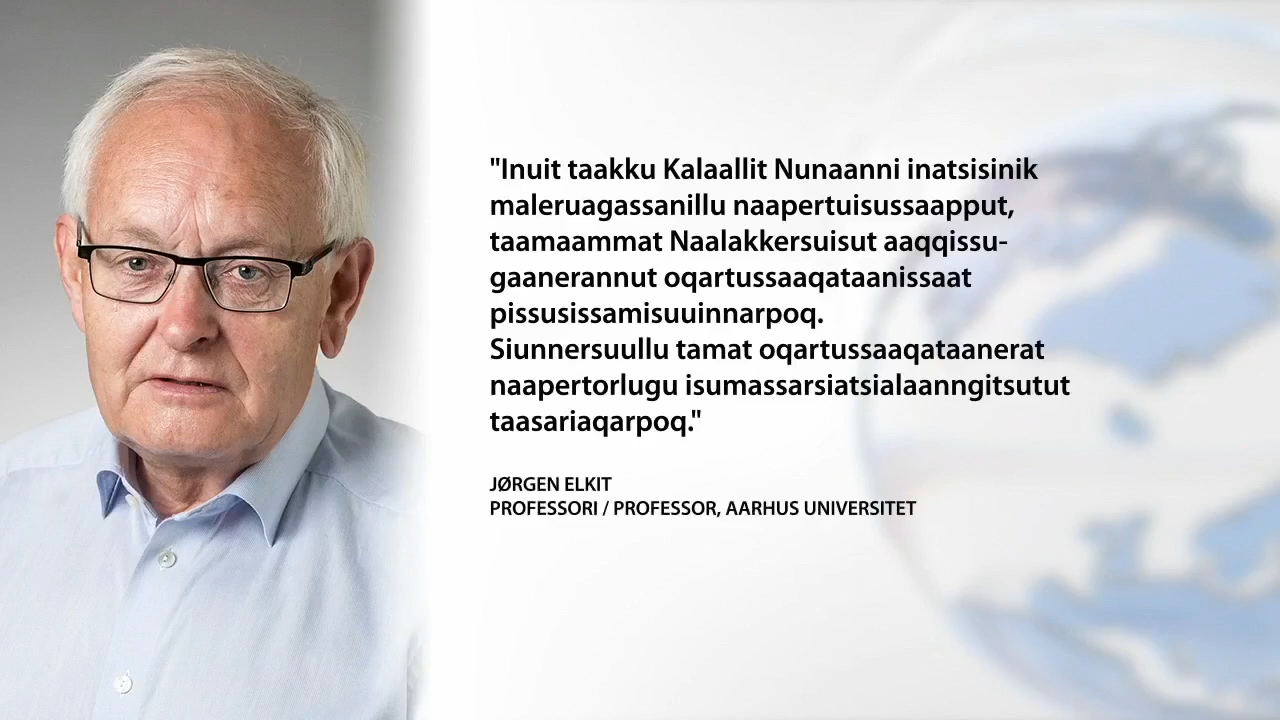 "Inuit taakku Kalaallit Nunaanni inatsisinik
maleruagassanillu naapertuisussaapput,
taamaammat Naalakkersuisut aaqqissu-
gaanerannut oqartussaaqataanissaat
pissusissamisuuinnarpoq.
Siunnersuullu tamat oqartussaaqataanerat
naapertorlugu isumassarsiatsialaanngitsutut
taasariaqarpoq."
JØRGEN ELKIT
PROFESSORI / PROFESSOR, AARHUS UNIVERSITET